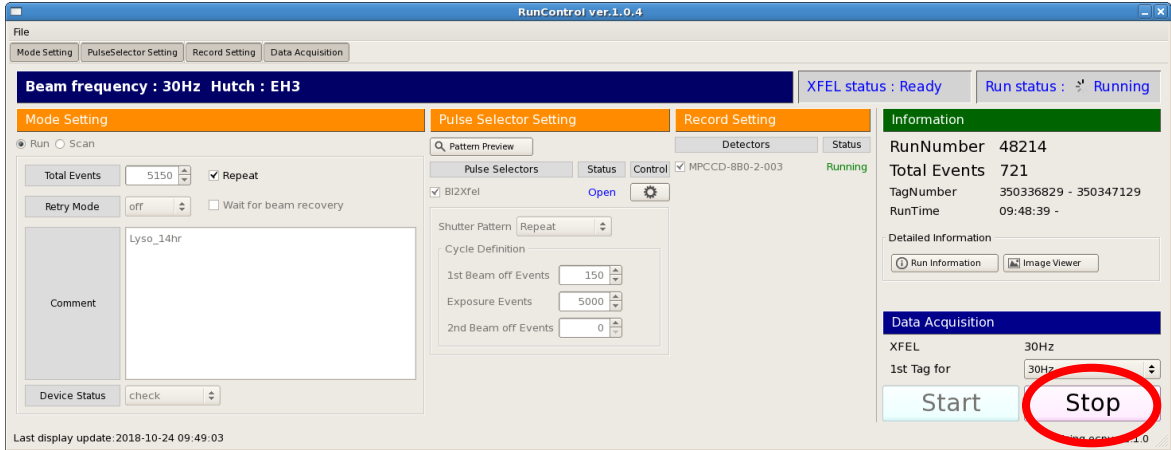 RunControl ver.1.0.4
File
Mode Setting PulseSelector Setting Record Setting Data Acquisition
Beam frequency : 30Hz Hutch : EH3
XFEL status : Ready
Run status : Running
Mode Setting
Run Scan
Total Events 5150 Repeat
Retry Mode off Wait for beam recovery
Comment
Lyso_14hr
Device Status check
Pulse Selector Setting
Pattern Preview
Pulse Selectors Status Control
BI2Xfel Open
Shutter Pattern Repeat
Cycle Definition
1st Beam off Events 150
Exposure Events 5000
2nd Beam off Events 0
Record Setting
Detectors Status
MPCCD-8B0-2-003 Running
Information
RunNumber 48214
Total Events 721
TagNumber 350336829 - 350347129
RunTime 09:48:39 -
Detailed Information
Run Information Image Viewer
Data Acquisition
XFEL 30Hz
1st Tag for 30Hz
Start Stop
Last display update:2018-10-24 09:49:03